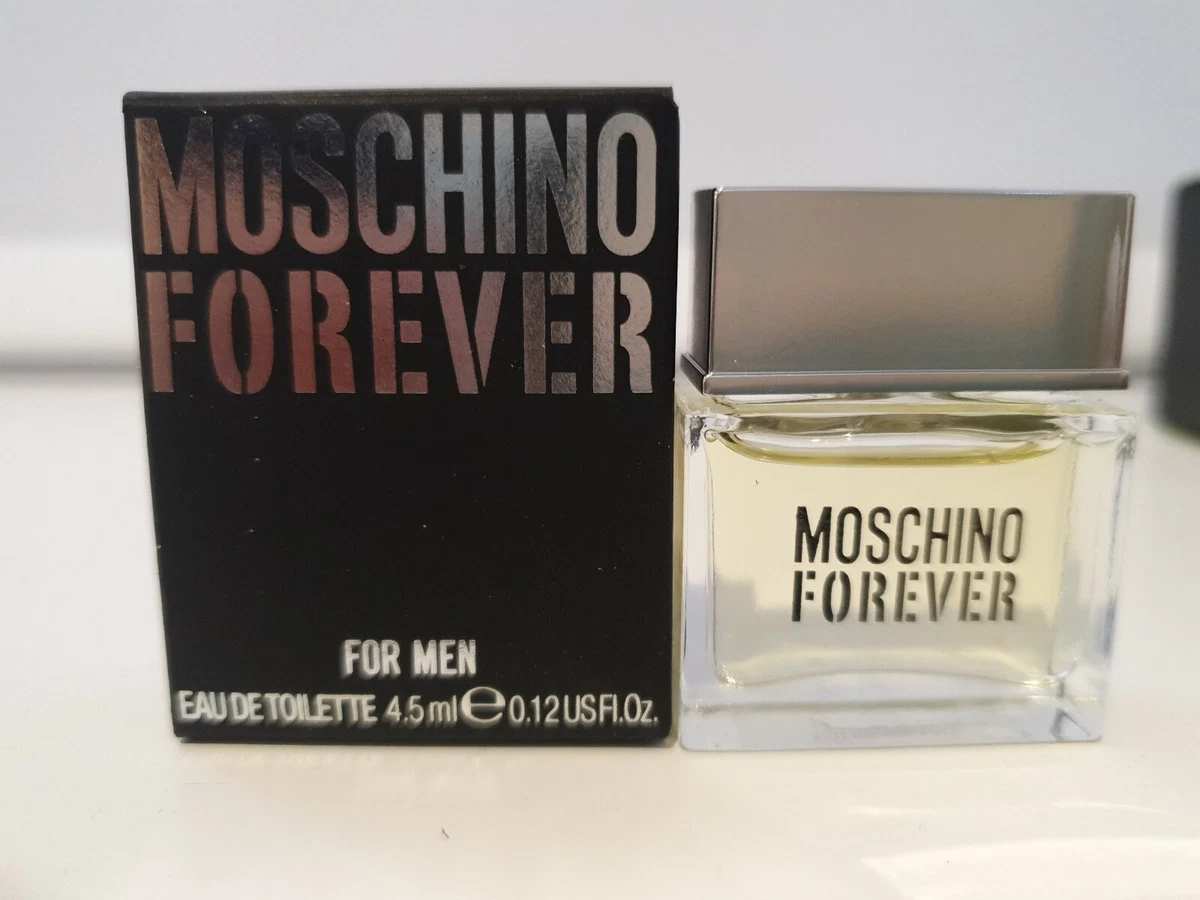 MOSCHINO
FOREVER
FOR MEN
EAU DE TOILETTE 4.5 ml e 0.12 US Fl.Oz.
MOSCHINO
FOREVER